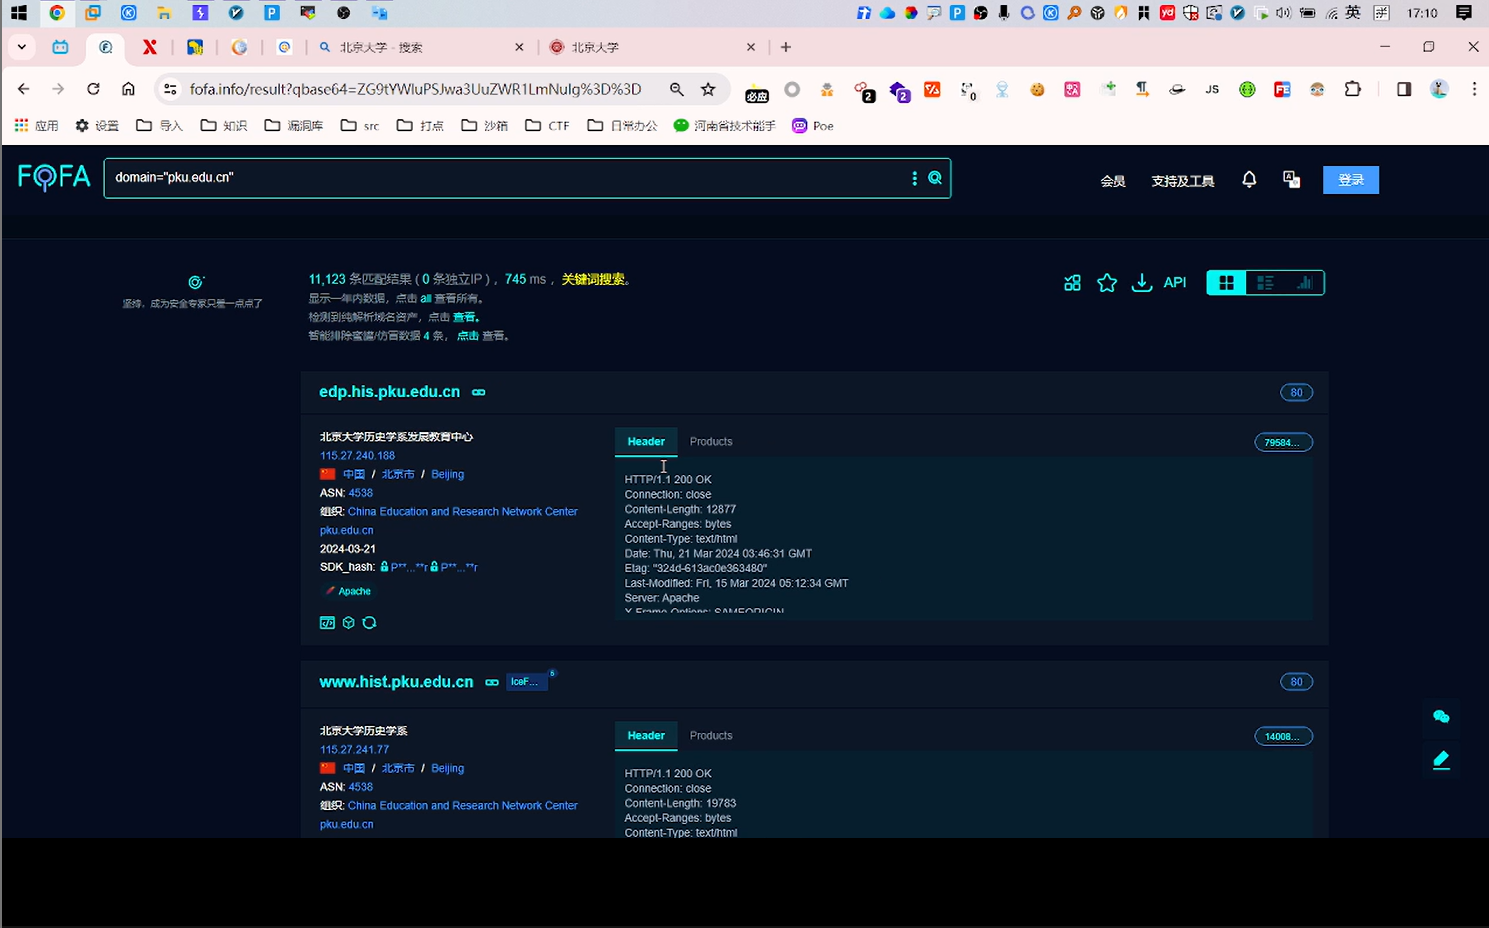 英
拼
17:10
北京大学 - 搜索
北京大学
fofa.info/result?qbase64=ZG9tYWluPSJwa3UuZWR1LmNuIg%3D%3D
必应
2
2
0
JS
应用
设置
导入
知识
漏洞库
src
打点
沙箱
CTF
日常办公
河南省技术能手
Poe
FOFA
domain="pku.edu.cn"
会员
支持及工具
登录
坚持，成为安全专家只差一点点了
11,123 条匹配结果 ( 0 条独立IP ) ，745 ms ，关键词搜索。
显示一年内数据，点击 all 查看所有。
检测到纯解析域名资产，点击 查看。
智能排除蜜罐/仿冒数据 4 条， 点击 查看。
API
edp.his.pku.edu.cn
80
北京大学历史学系发展教育中心
115.27.240.188
中国 / 北京市 / Beijing
ASN: 4538
组织: China Education and Research Network Center
pku.edu.cn
2024-03-21
SDK_hash: P**...**r P**...**r
Apache
Header
Products
79584...
HTTP/1.1 200 OK
Connection: close
Content-Length: 12877
Accept-Ranges: bytes
Content-Type: text/html
Date: Thu, 21 Mar 2024 03:46:31 GMT
Etag: "324d-613ac0e363480"
Last-Modified: Fri, 15 Mar 2024 05:12:34 GMT
Server: Apache
X-Frame-Options: SAMEORIGIN
www.hist.pku.edu.cn
IceF...
80
北京大学历史学系
115.27.241.77
中国 / 北京市 / Beijing
ASN: 4538
组织: China Education and Research Network Center
pku.edu.cn
Header
Products
14008...
HTTP/1.1 200 OK
Connection: close
Content-Length: 19783
Accept-Ranges: bytes
Content-Type: text/html